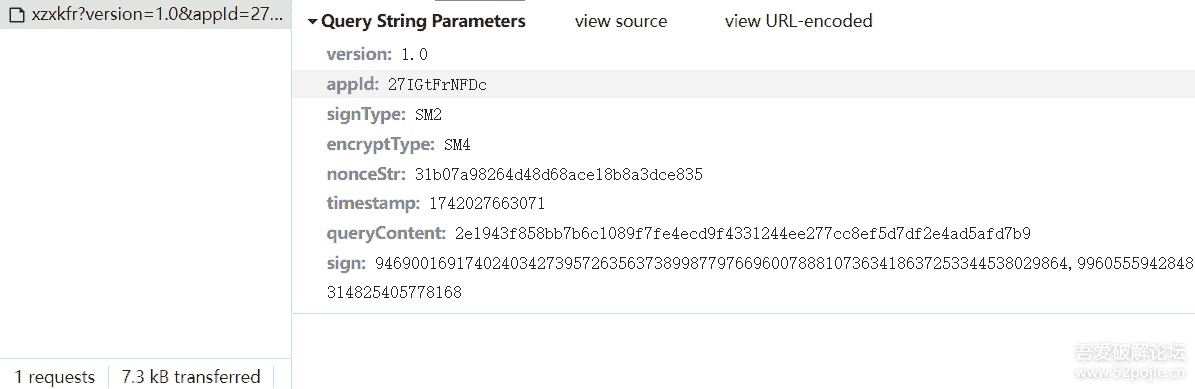 xzxkfr?version=1.0&appId=27...
Query String Parameters view source view URL-encoded
version: 1.0
appId: 27IGtFrNFDc
signType: SM2
encryptType: SM4
nonceStr: 31b07a98264d48d68ace18b8a3dce835
timestamp: 1742027663071
queryContent: 2e1943f858bb7b6c1089f7fe4ecd9f4331244ee277cc8ef5d7df2e4ad5afd7b9
sign: 94690016917402403427395726356373899877976696007888107363418637253344538029864,9960555942848
314825405778168
1 requests 7.3 kB transferred
吾爱破解论坛
www.52pojie.cn